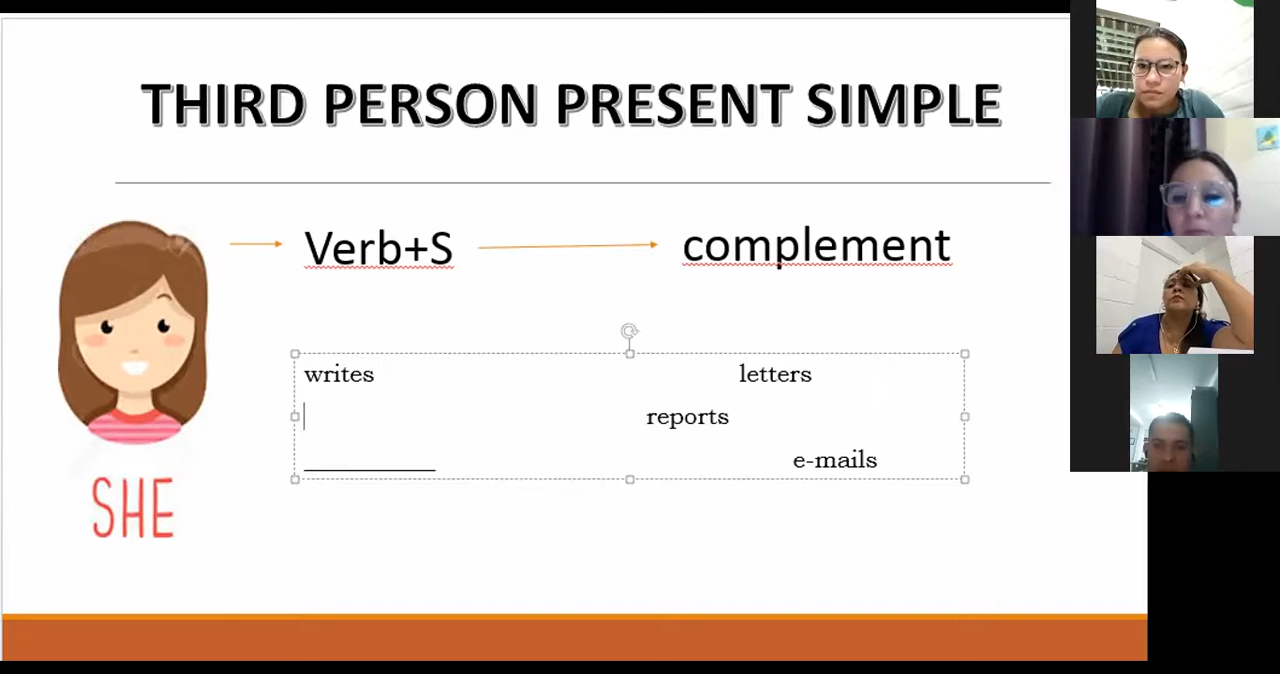 THIRD PERSON PRESENT SIMPLE
Verb+S complement
writes letters
reports
e-mails
SHE